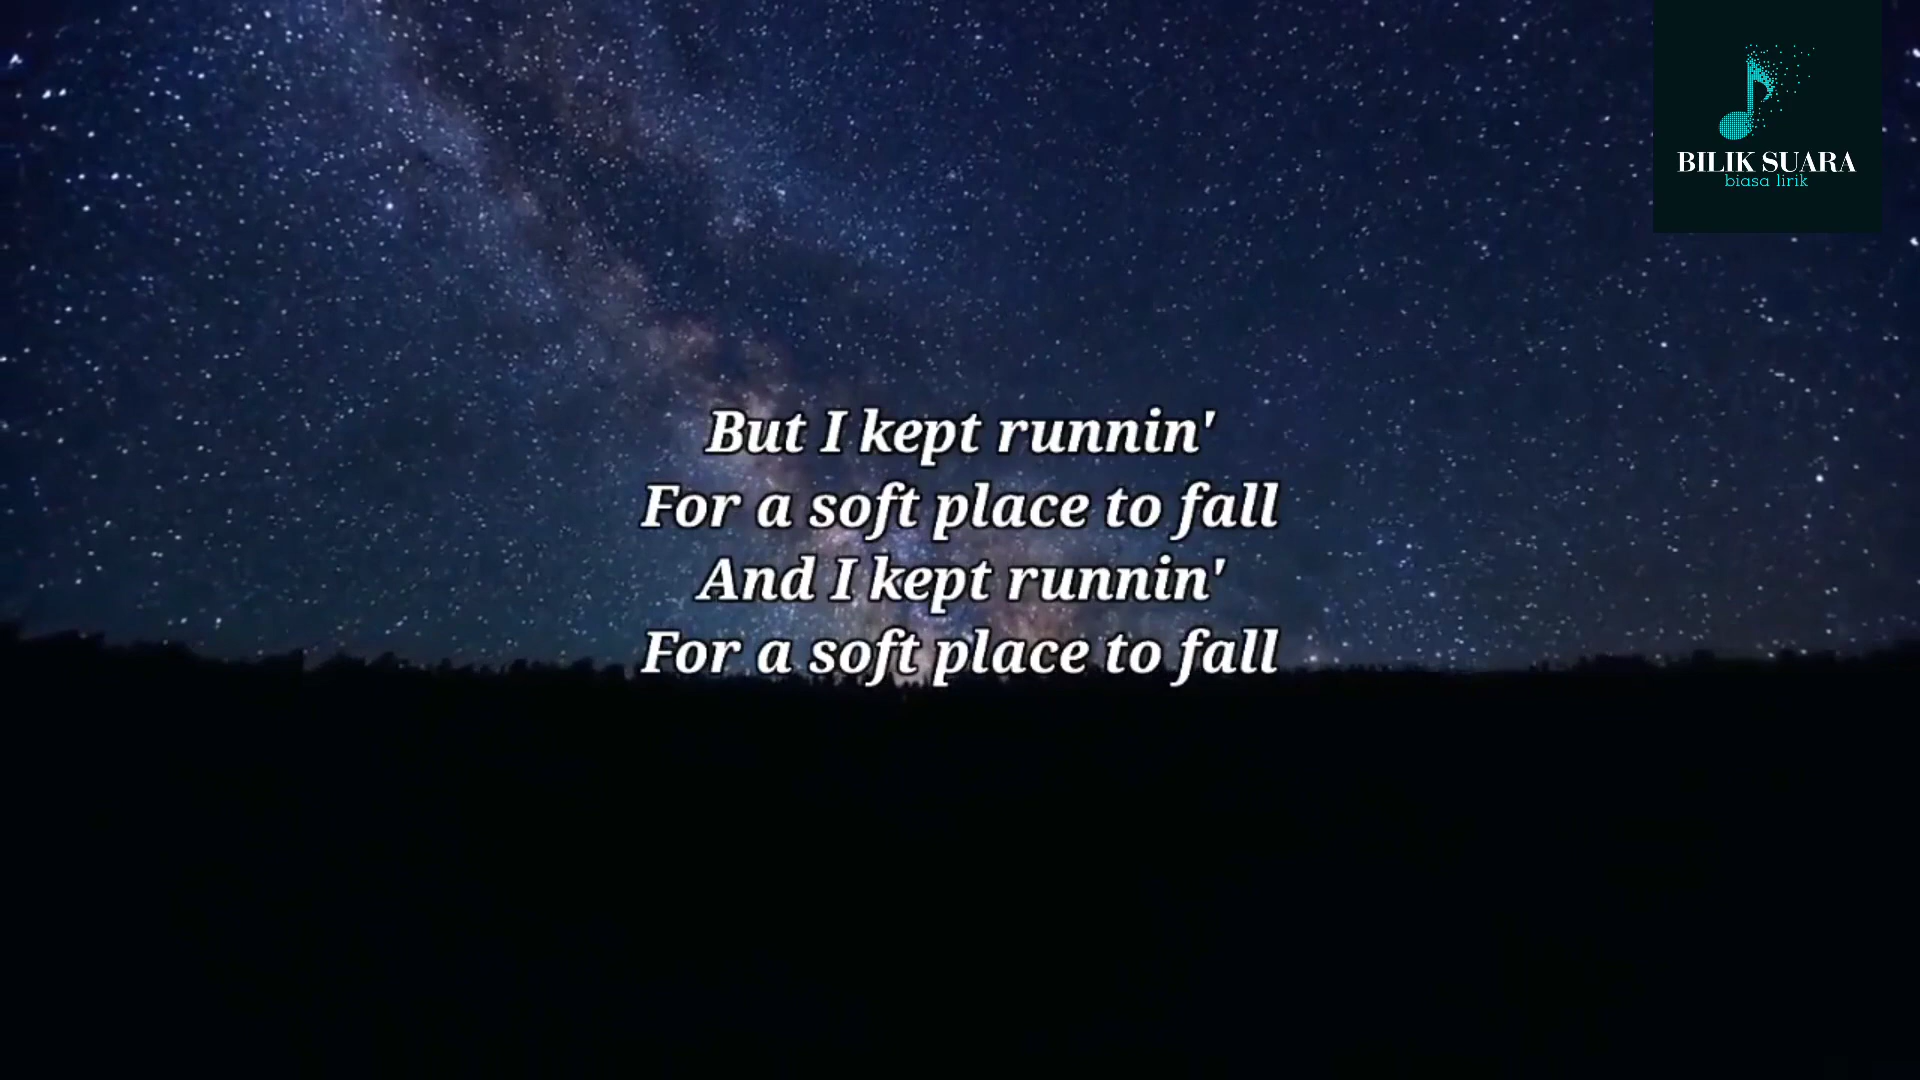 BILIK SUARA
biasa lirik
But I kept runnin'
For a soft place to fall
And I kept runnin'
For a soft place to fall